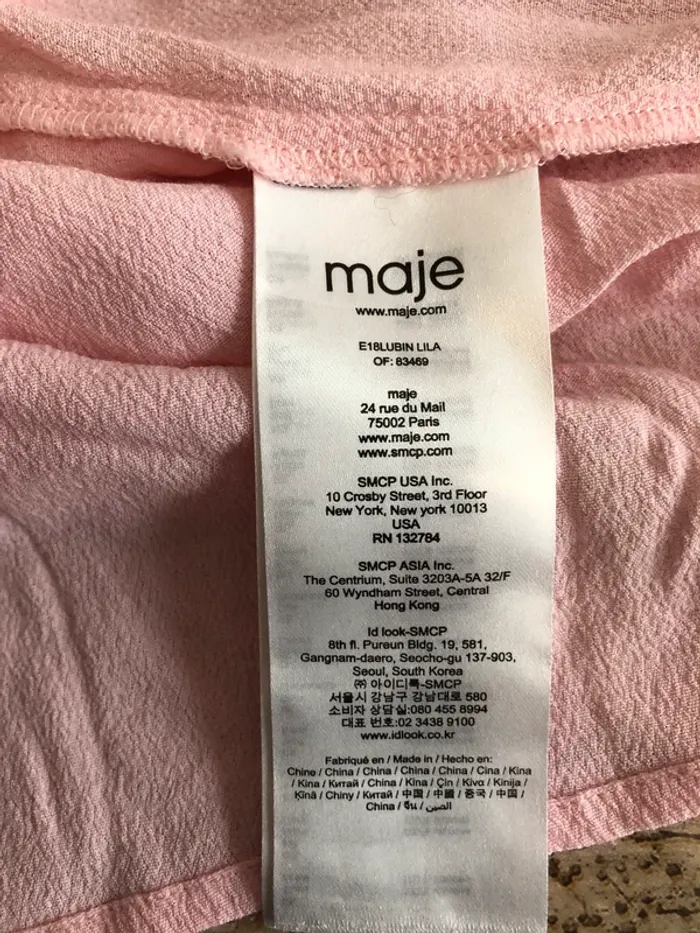 maje
www.maje.com
E18LUBIN LILA
OF: 83469
maje
24 rue du Mail
75002 Paris
www.maje.com
www.smcp.com
SMCP USA Inc.
10 Crosby Street, 3rd Floor
New York, New york 10013
USA
RN 132784
SMCP ASIA Inc.
The Centrium, Suite 3203A-5A 32/F
60 Wyndham Street, Central
Hong Kong
Id look-SMCP
8th fl. Pureun Bldg. 19, 581,
Gangnam-daero, Seocho-gu 137-903,
Seoul, South Korea
㈜ 아이디룩-SMCP
서울시 강남구 강남대로 580
소비자 상담실:080 455 8994
대표 번호:02 3438 9100
www.idlook.co.kr
Fabriqué en / Made in / Hecho en:
Chine / China / China / China / China / Cina / Kina
/ Kina / Китай / China / Kina / Çin / Kíva / Kinija /
Ķīnā / Chiny / Китай / 中国 / 中國 / 중국 / 中国 /
China / จีน / الصين